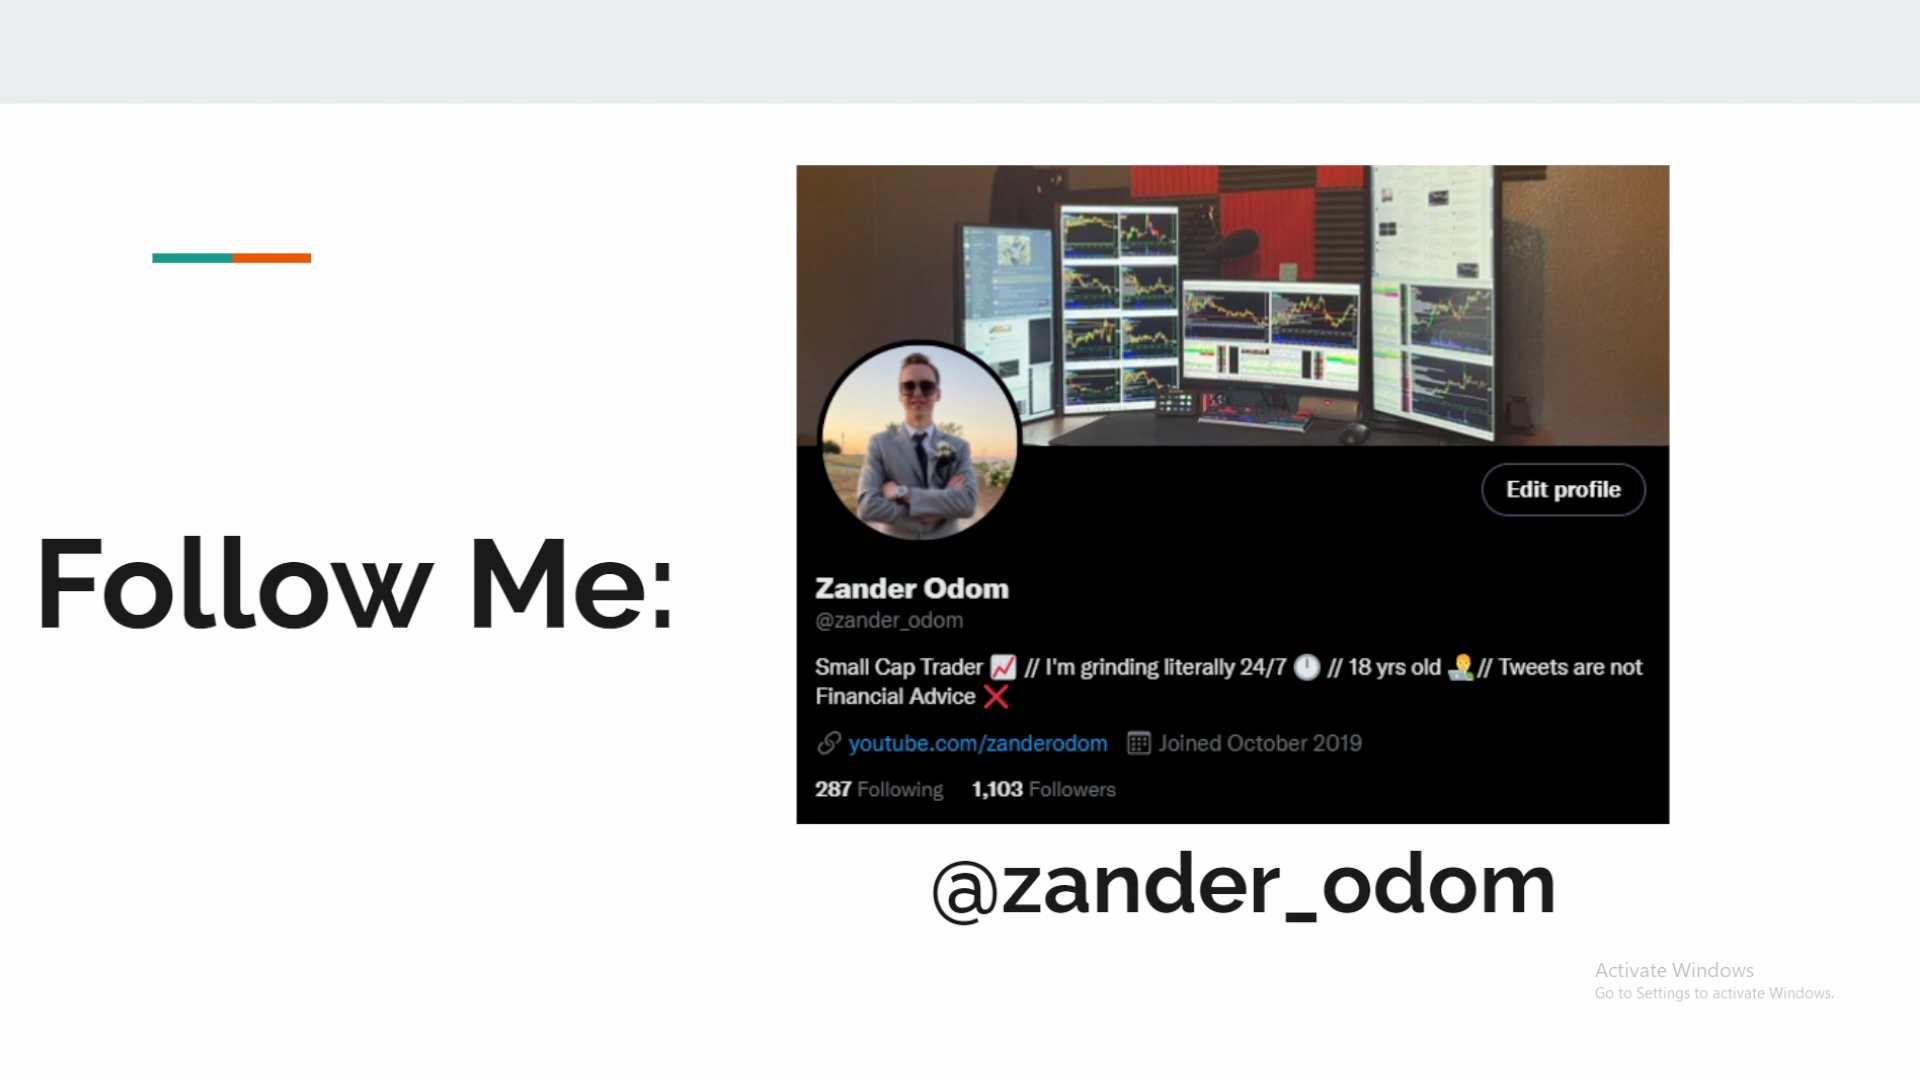 Follow Me:
Edit profile
Zander Odom
@zander_odom
Small Cap Trader 📈 // I'm grinding literally 24/7 🕛 // 18 yrs old 👨‍💻 // Tweets are not
Financial Advice ❌
youtube.com/zanderodom Joined October 2019
287 Following 1,103 Followers
@zander_odom
Activate Windows
Go to Settings to activate Windows.